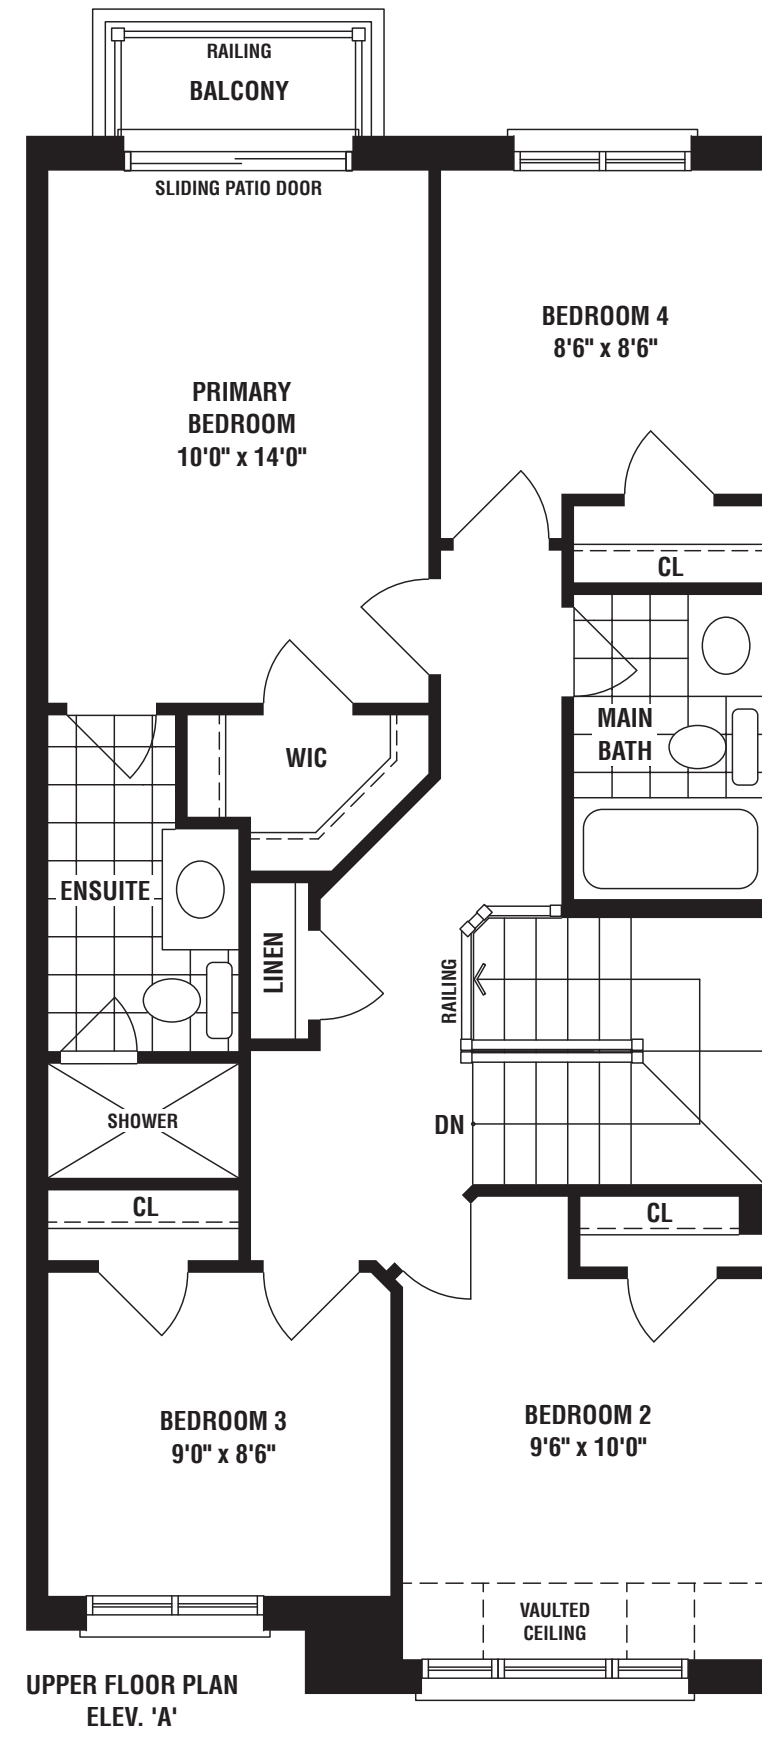 RAILING
BALCONY
SLIDING PATIO DOOR
BEDROOM 4
8'6" x 8'6"
PRIMARY
BEDROOM
10'0" x 14'0"
CL
MAIN
BATH
WIC
ENSUITE
LINEN
RAILING
SHOWER
DN
CL
CL
BEDROOM 3
9'0" x 8'6"
BEDROOM 2
9'6" x 10'0"
VAULTED
CEILING
UPPER FLOOR PLAN
ELEV. 'A'